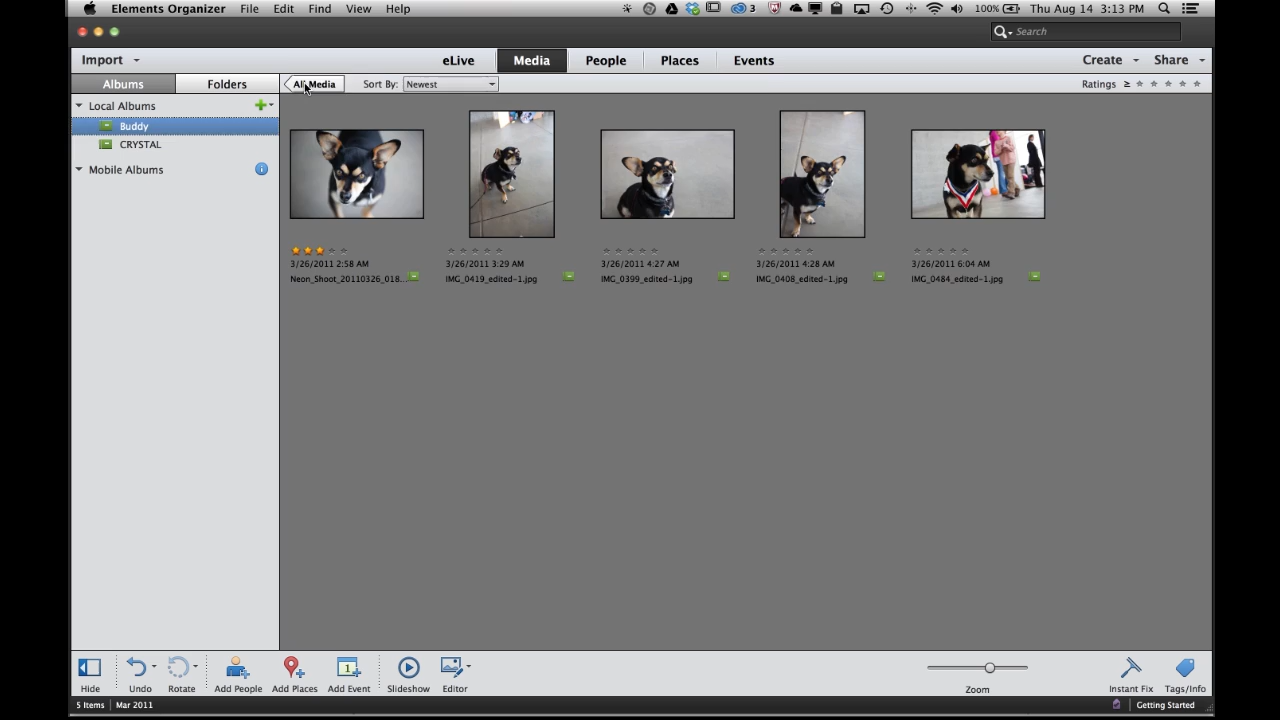 Elements Organizer File Edit Find View Help 3 100% Thu Aug 14 3:13 PM
Search
Import eLive Media People Places Events Create Share
Albums Folders All Media Sort By: Newest Ratings ≥
Local Albums
Buddy
CRYSTAL
Mobile Albums
3/26/2011 2:58 AM 3/26/2011 3:29 AM 3/26/2011 4:27 AM 3/26/2011 4:28 AM 3/26/2011 6:04 AM
Neon_Shoot_20110326_018... IMG_0419_edited-1.jpg IMG_0399_edited-1.jpg IMG_0408_edited-1.jpg IMG_0484_edited-1.jpg
1
Hide Undo Rotate Add People Add Places Add Event Slideshow Editor Zoom Instant Fix Tags/Info
5 Items Mar 2011 Getting Started